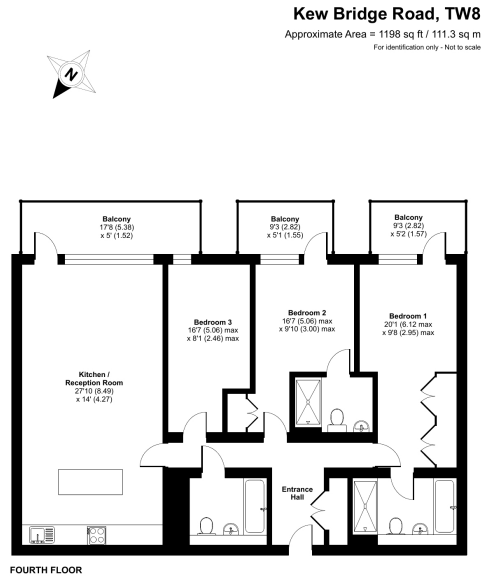 Kew Bridge Road, TW8
Approximate Area = 1198 sq ft / 111.3 sq m
For identification only - Not to scale
N
Balcony
17'8 (5.38)
x 5' (1.52)
Balcony
9'3 (2.82)
x 5'1 (1.55)
Balcony
9'3 (2.82)
x 5'2 (1.57)
Bedroom 3
16'7 (5.06) max
x 8'1 (2.46) max
Bedroom 2
16'7 (5.06) max
x 9'10 (3.00) max
Bedroom 1
20'1 (6.12 max
x 9'8 (2.95) max
Kitchen /
Reception Room
27'10 (8.49)
x 14' (4.27)
Entrance
Hall
FOURTH FLOOR